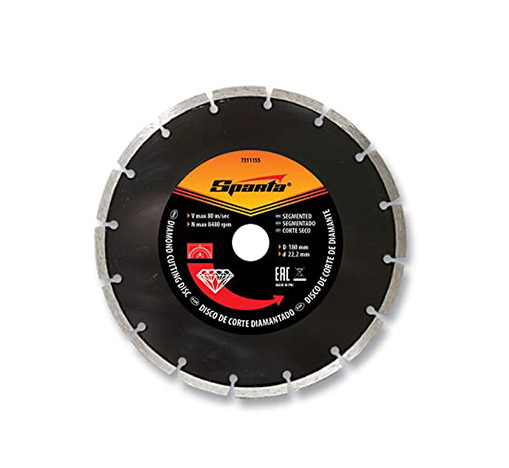 7311155
Sparta®
V max 80 m/sec
N max 8480 rpm
SEGMENTED
SEGMENTADO
CORTE SECO
D 180 mm
d 22,2 mm
EAC
MADE IN PRC
DIAMOND CUTTING DISC
DISCO DE CORTE DIAMANTADO
DISCO DE CORTE DE DIAMANTE